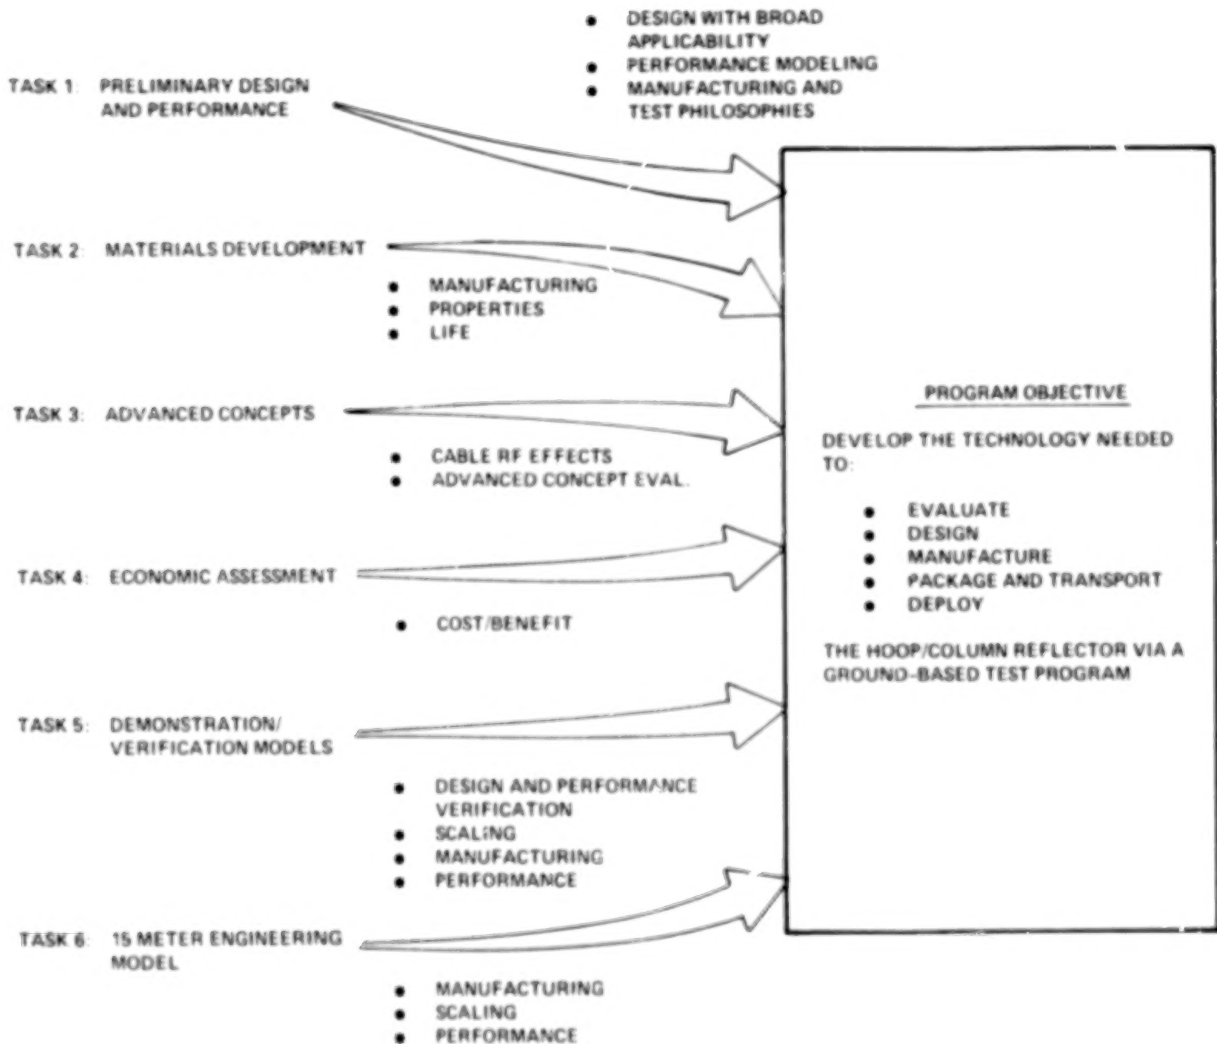 ● DESIGN WITH BROAD
APPLICABILITY
● PERFORMANCE MODELING
● MANUFACTURING AND
TEST PHILOSOPHIES
TASK 1: PRELIMINARY DESIGN
AND PERFORMANCE
TASK 2: MATERIALS DEVELOPMENT
● MANUFACTURING
● PROPERTIES
● LIFE
TASK 3: ADVANCED CONCEPTS
● CABLE RF EFFECTS
● ADVANCED CONCEPT EVAL.
TASK 4: ECONOMIC ASSESSMENT
● COST/BENEFIT
TASK 5: DEMONSTRATION/
VERIFICATION MODELS
● DESIGN AND PERFORMANCE
VERIFICATION
● SCALING
● MANUFACTURING
● PERFORMANCE
TASK 6: 15 METER ENGINEERING
MODEL
● MANUFACTURING
● SCALING
● PERFORMANCE
PROGRAM OBJECTIVE
DEVELOP THE TECHNOLOGY NEEDED
TO:
● EVALUATE
● DESIGN
● MANUFACTURE
● PACKAGE AND TRANSPORT
● DEPLOY
THE HOOP/COLUMN REFLECTOR VIA A
GROUND-BASED TEST PROGRAM